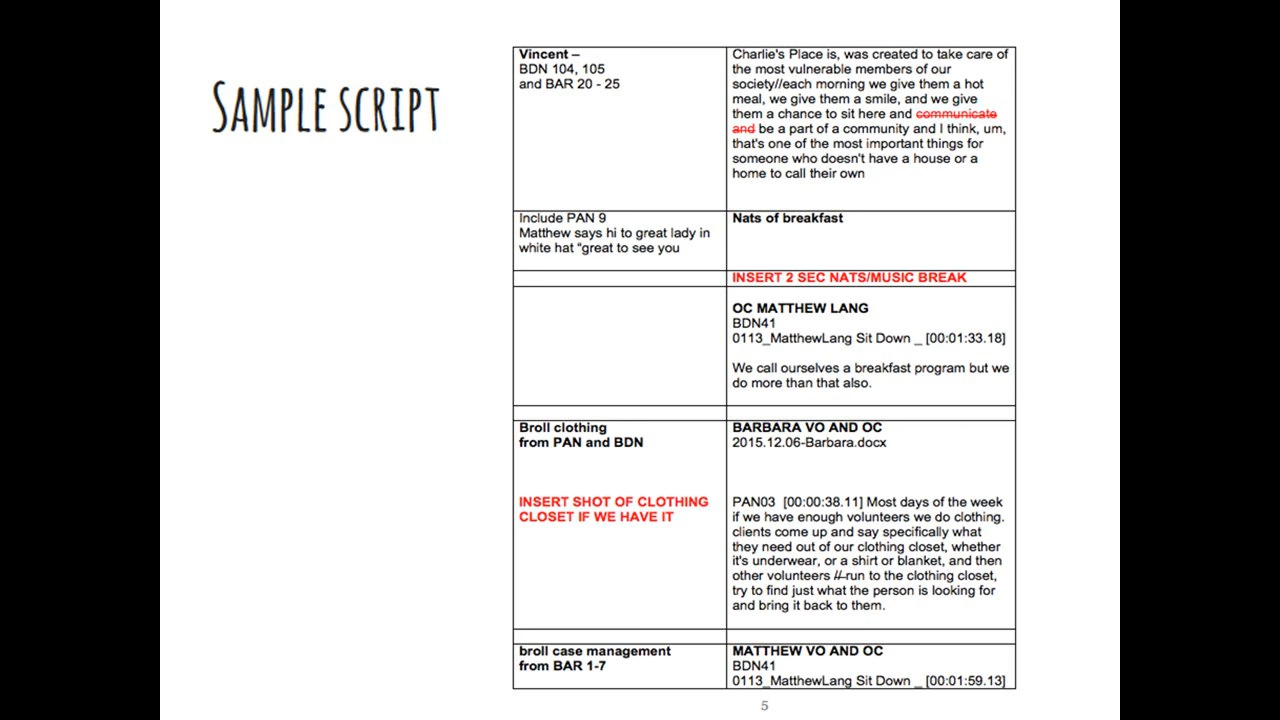 SAMPLE SCRIPT
Vincent –
BDN 104, 105
and BAR 20 - 25
Charlie's Place is, was created to take care of
the most vulnerable members of our
society//each morning we give them a hot
meal, we give them a smile, and we give
them a chance to sit here and communicate
and be a part of a community and I think, um,
that's one of the most important things for
someone who doesn't have a house or a
home to call their own
Include PAN 9
Matthew says hi to great lady in
white hat “great to see you
Nats of breakfast
INSERT 2 SEC NATS/MUSIC BREAK
OC MATTHEW LANG
BDN41
0113_MatthewLang Sit Down _ [00:01:33.18]
We call ourselves a breakfast program but we
do more than that also.
Broll clothing
from PAN and BDN
INSERT SHOT OF CLOTHING
CLOSET IF WE HAVE IT
BARBARA VO AND OC
2015.12.06-Barbara.docx
PAN03 [00:00:38.11] Most days of the week
if we have enough volunteers we do clothing.
clients come up and say specifically what
they need out of our clothing closet, whether
it's underwear, or a shirt or blanket, and then
other volunteers //run to the clothing closet,
try to find just what the person is looking for
and bring it back to them.
broll case management
from BAR 1-7
MATTHEW VO AND OC
BDN41
0113_MatthewLang Sit Down _ [00:01:59.13]
5